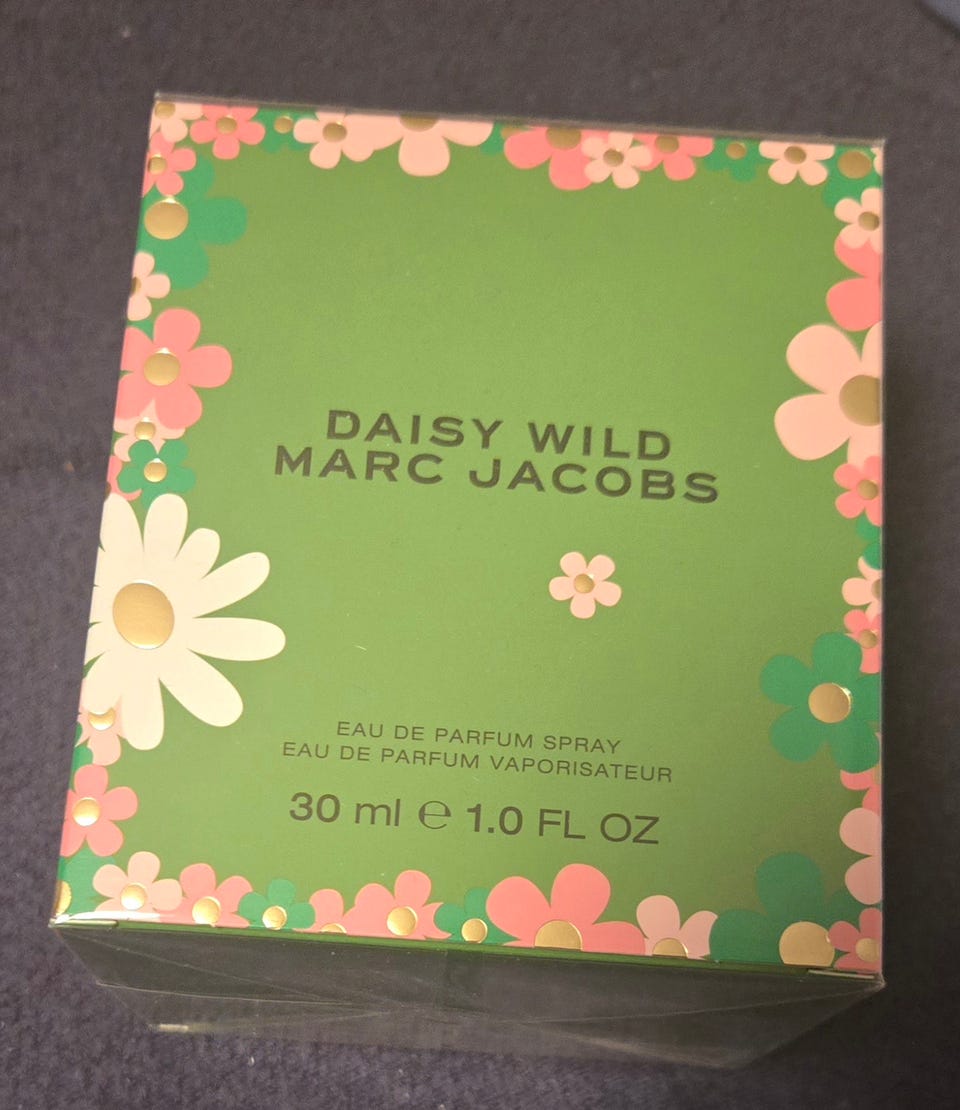 DAISY WILD
MARC JACOBS
EAU DE PARFUM SPRAY
EAU DE PARFUM VAPORISATEUR
30 ml ℮ 1.0 FL OZ